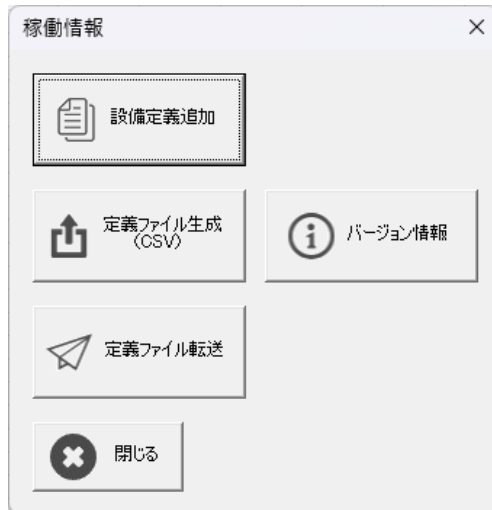 稼働情報
設備定義追加
定義ファイル生成
(CSV)
バージョン情報
定義ファイル転送
閉じる